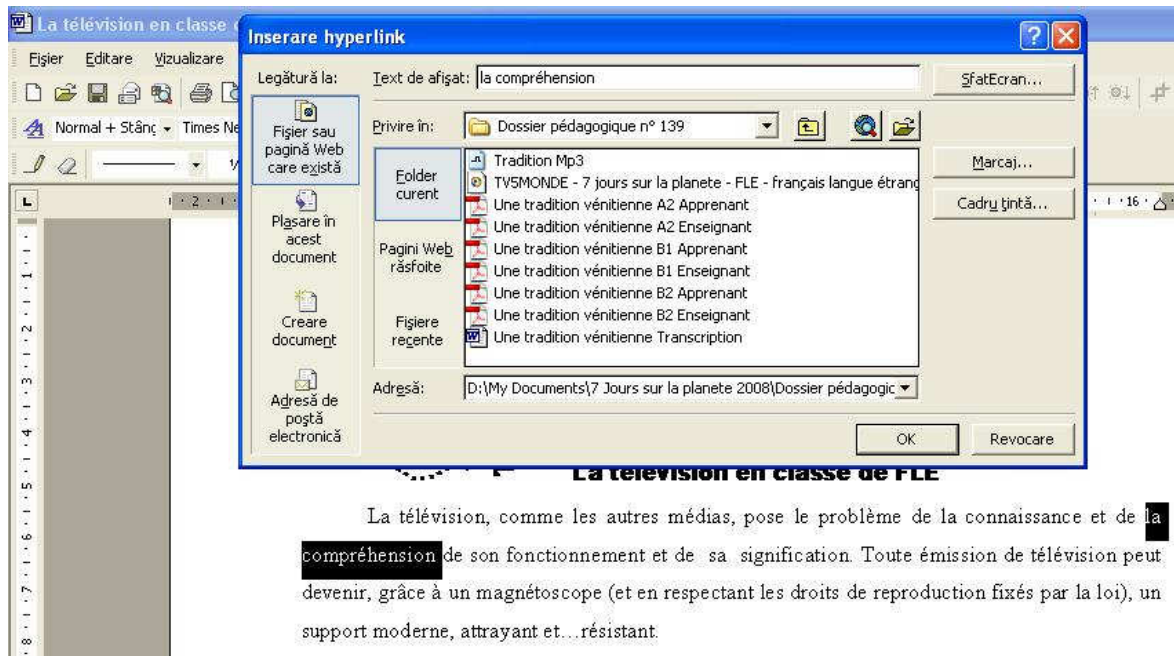 La télévision en classe
Inserare hyperlink
Fişier Editare Vizualizare
Legătură la:
Text de afişat: la compréhension
SfatEcran...
Normal + Stâng Times Ne
Fişier sau
pagină Web
care există
Privire în: Dossier pédagogique nº 139
Folder
curent
Tradition Mp3
TV5MONDE - 7 jours sur la planete - FLE - français langue étrang
Une tradition vénitienne A2 Apprenant
Une tradition vénitienne A2 Enseignant
Une tradition vénitienne B1 Apprenant
Une tradition vénitienne B1 Enseignant
Une tradition vénitienne B2 Apprenant
Une tradition vénitienne B2 Enseignant
Une tradition vénitienne Transcription
Marcaj...
Cadru ţintă...
Plasare în
acest
document
Pagini Web
răsfoite
Creare
document
Fişiere
recente
Adresă de
poştă
electronică
Adresă: D:\My Documents\7 Jours sur la planete 2008\Dossier pédagogic
OK
Revocare
La télévision en classe de FLE
La télévision, comme les autres médias, pose le problème de la connaissance et de la
compréhension de son fonctionnement et de sa signification. Toute émission de télévision peut
devenir, grâce à un magnétoscope (et en respectant les droits de reproduction fixés par la loi), un
support moderne, attrayant et…résistant.